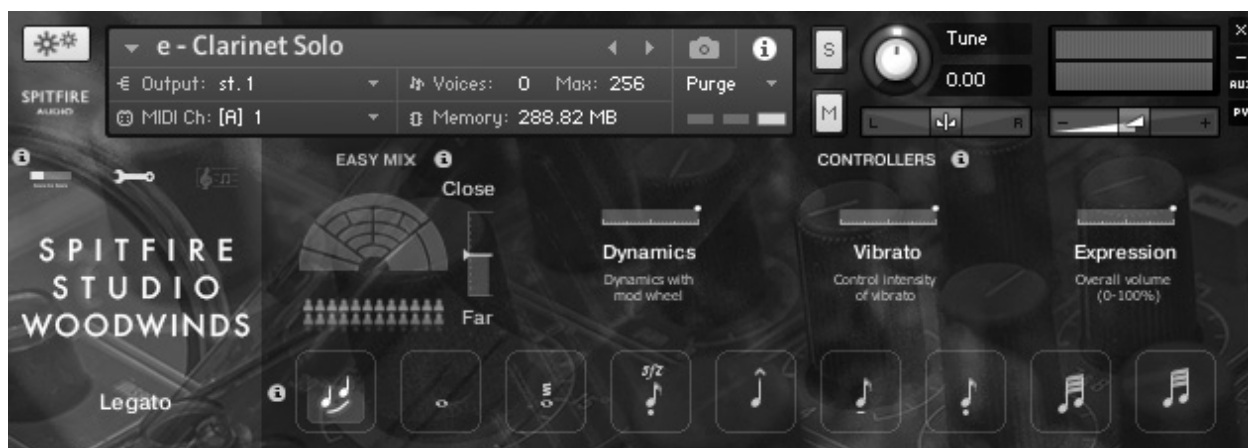 e - Clarinet Solo
S
Tune
0.00
SPITFIRE
AUDIO
Output: st.1
Voices: 0 Max: 256
Purge
MIDI Ch: [A] 1
Memory: 288.82 MB
M
L
R
-
+
x
-
AUX
PV
EASY MIX
CONTROLLERS
Close
Far
SPITFIRE
STUDIO
WOODWINDS
Legato
Dynamics
Dynamics with
mod wheel
Vibrato
Control intensity
of vibrato
Expression
Overall volume
(0-100%)
sfz